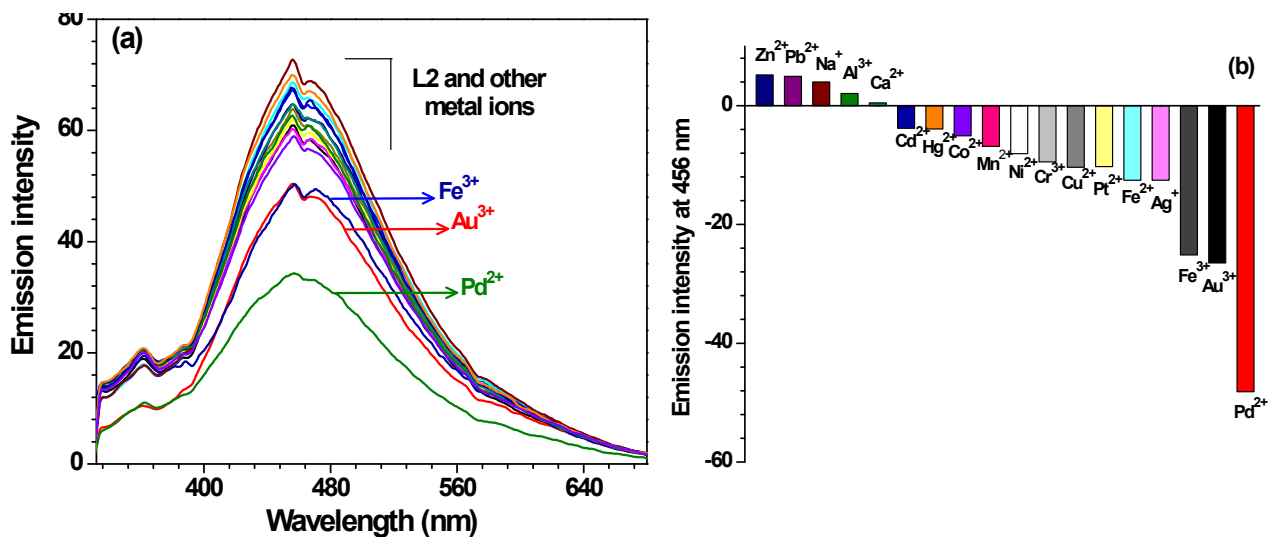 80
(a)
L2 and other
metal ions
60
Fe³⁺
Au³⁺
40
Pd²⁺
20
0
400 480 560 640
Emission intensity
Wavelength (nm)
(b)
Zn²⁺ Pb²⁺ Na⁺ Al³⁺ Ca²⁺
0
Cd²⁺ Hg²⁺ Co²⁺ Mn²⁺ Ni²⁺ Cr³⁺ Cu²⁺ Pt²⁺ Fe²⁺ Ag⁺
-20
Fe³⁺ Au³⁺
-40
Pd²⁺
-60
Emission intensity at 456 nm